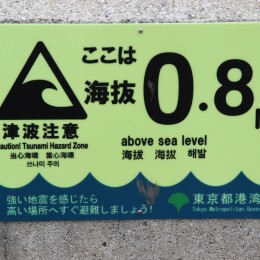 ここは
海抜 0.8
津波注意
Caution! Tsunami Hazard Zone
当心海啸 當心海嘯
쓰나미 주의
above sea level
海拔 海拔 해발
強い地震を感じたら
高い場所へすぐ避難しましょう!
東京都港湾
Tokyo Metropolitan